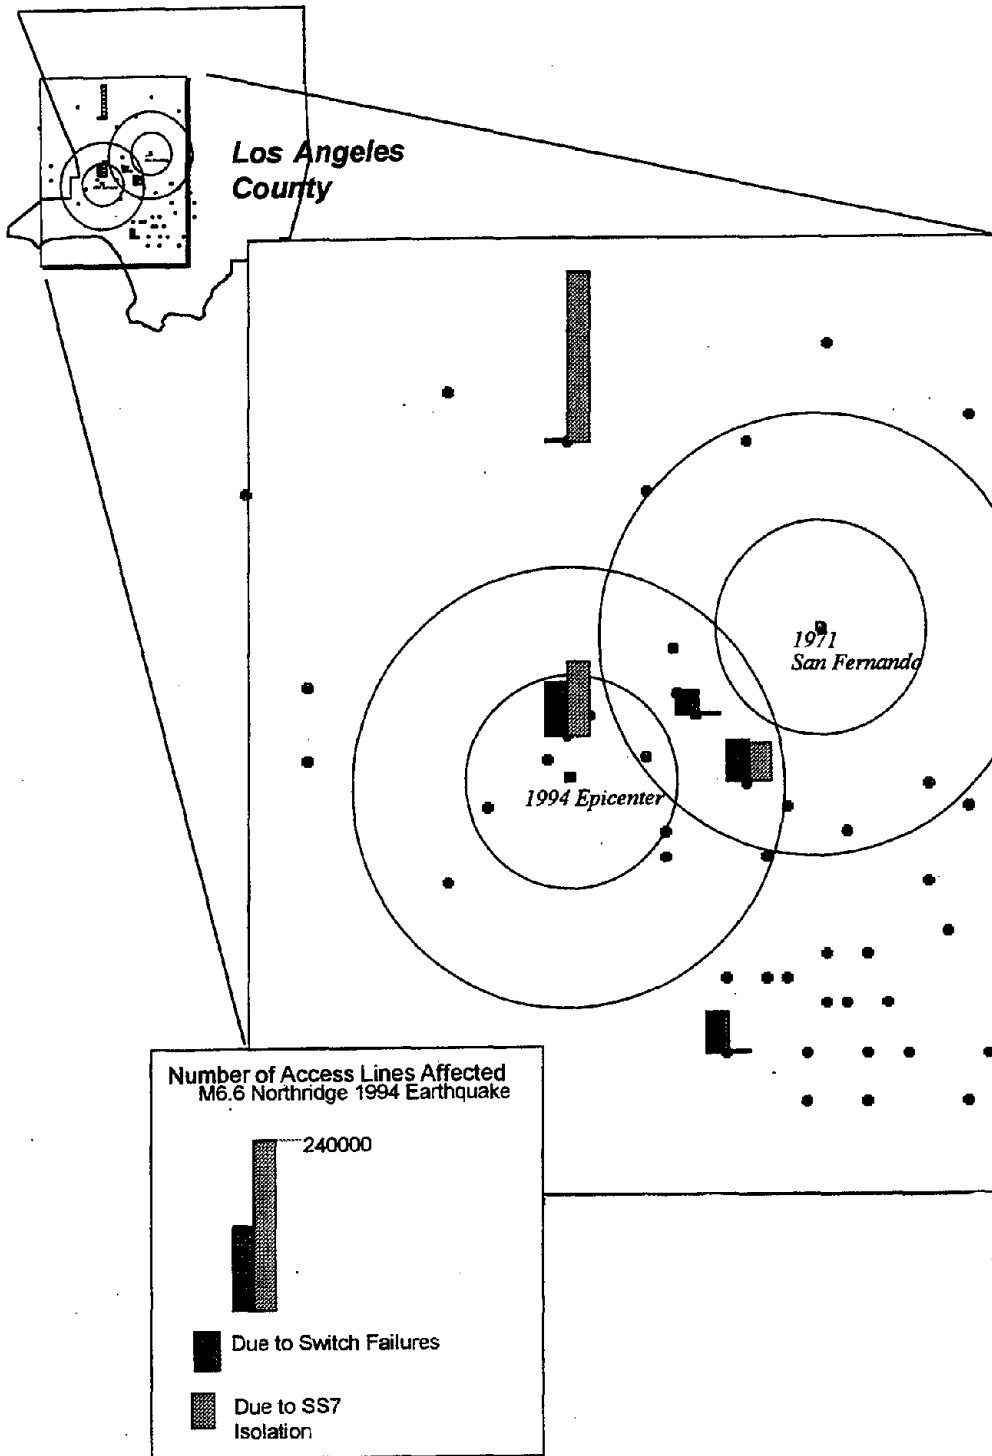 Los Angeles
County
1971
San Fernando
1994 Epicenter
Number of Access Lines Affected
M6.6 Northridge 1994 Earthquake
240000
Due to Switch Failures
Due to SS7
Isolation